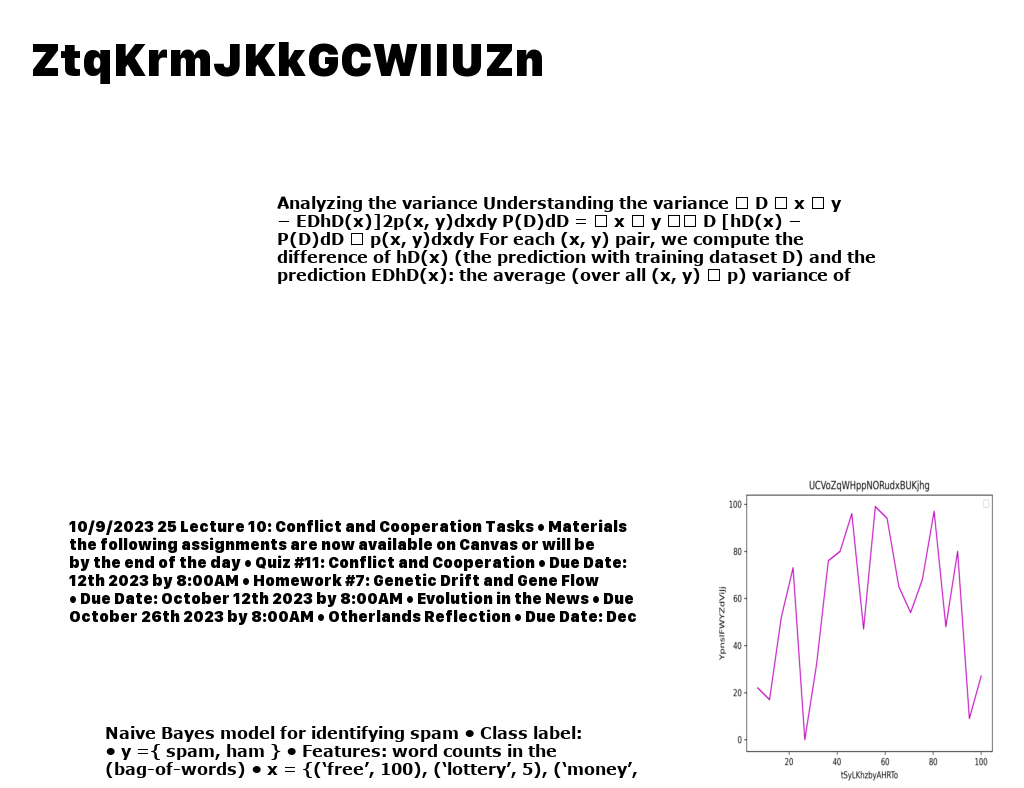 ZtqKrmJKkGCWIIUZn
Analyzing the variance Understanding the variance □ D □ x □ y
− EDhD(x)]2p(x, y)dxdy P(D)dD = □ x □ y □□ D [hD(x) −
P(D)dD □ p(x, y)dxdy For each (x, y) pair, we compute the
difference of hD(x) (the prediction with training dataset D) and the
prediction EDhD(x): the average (over all (x, y) □ p) variance of
10/9/2023 25 Lecture 10: Conflict and Cooperation Tasks • Materials
the following assignments are now available on Canvas or will be
by the end of the day • Quiz #11: Conflict and Cooperation • Due Date:
12th 2023 by 8:00AM • Homework #7: Genetic Drift and Gene Flow
• Due Date: October 12th 2023 by 8:00AM • Evolution in the News • Due
October 26th 2023 by 8:00AM • Otherlands Reflection • Due Date: Dec
UCVoZqWHppNORudxBUKjhg
100
80
60
40
20
0
20 40 60 80 100
tSyLKhzbyAHRTo
Naive Bayes model for identifying spam • Class label:
• y ={ spam, ham } • Features: word counts in the
(bag-of-words) • x = {(‘free’, 100), (‘lottery’, 5), (‘money’,